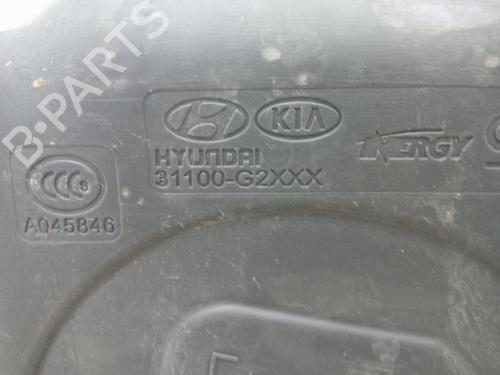 B-PARTS
KIA
HYUNDAI
31100-G2XXX
INERGY
CCC S
A045846